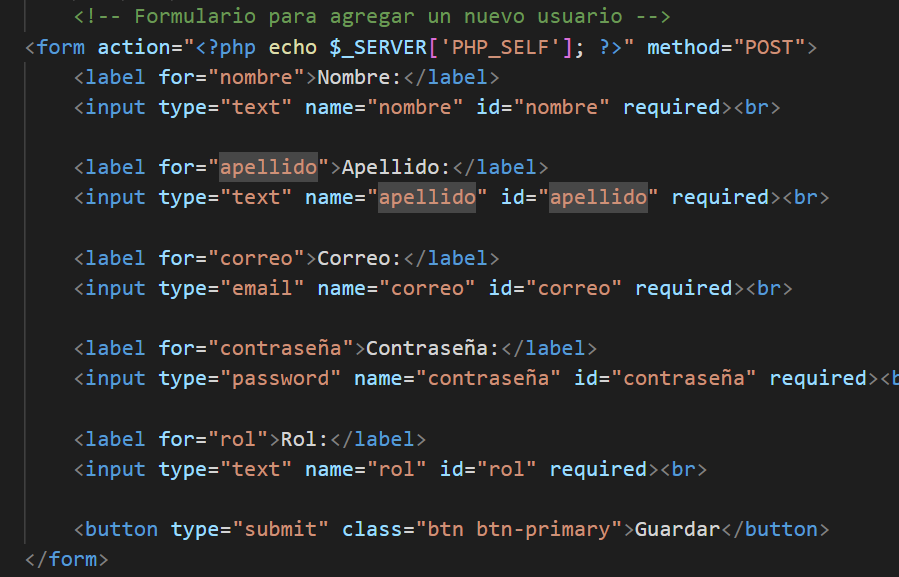 <!-- Formulario para agregar un nuevo usuario -->
<form action="<?php echo $_SERVER['PHP_SELF']; ?>" method="POST">
<label for="nombre">Nombre:</label>
<input type="text" name="nombre" id="nombre" required><br>
<label for="apellido">Apellido:</label>
<input type="text" name="apellido" id="apellido" required><br>
<label for="correo">Correo:</label>
<input type="email" name="correo" id="correo" required><br>
<label for="contraseña">Contraseña:</label>
<input type="password" name="contraseña" id="contraseña" required><b
<label for="rol">Rol:</label>
<input type="text" name="rol" id="rol" required><br>
<button type="submit" class="btn btn-primary">Guardar</button>
</form>